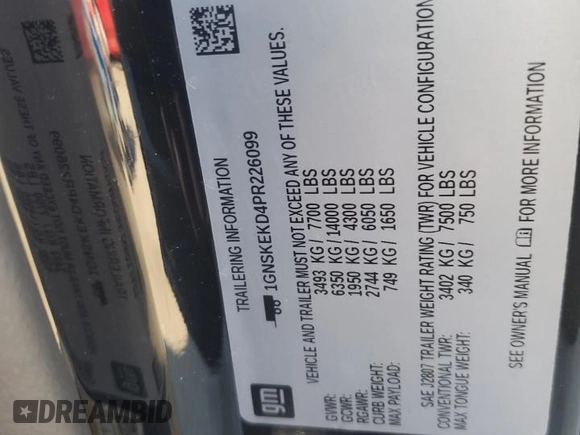 TRAILERING INFORMATION
1GNSKEKD4PR226099
VEHICLE AND TRAILER MUST NOT EXCEED ANY OF THESE VALUES.
GVWR: 3493 KG / 7700 LBS
GCWR: 6350 KG / 14000 LBS
RGAWR: 1950 KG / 4300 LBS
CURB WEIGHT: 2744 KG / 6050 LBS
MAX PAYLOAD: 749 KG / 1650 LBS
SAE J2807 TRAILER WEIGHT RATING (TWR) FOR VEHICLE CONFIGURATION
CONVENTIONAL TWR: 3402 KG / 7500 LBS
MAX TONGUE WEIGHT: 340 KG / 750 LBS
SEE OWNER'S MANUAL FOR MORE INFORMATION
gm
DREAMBID